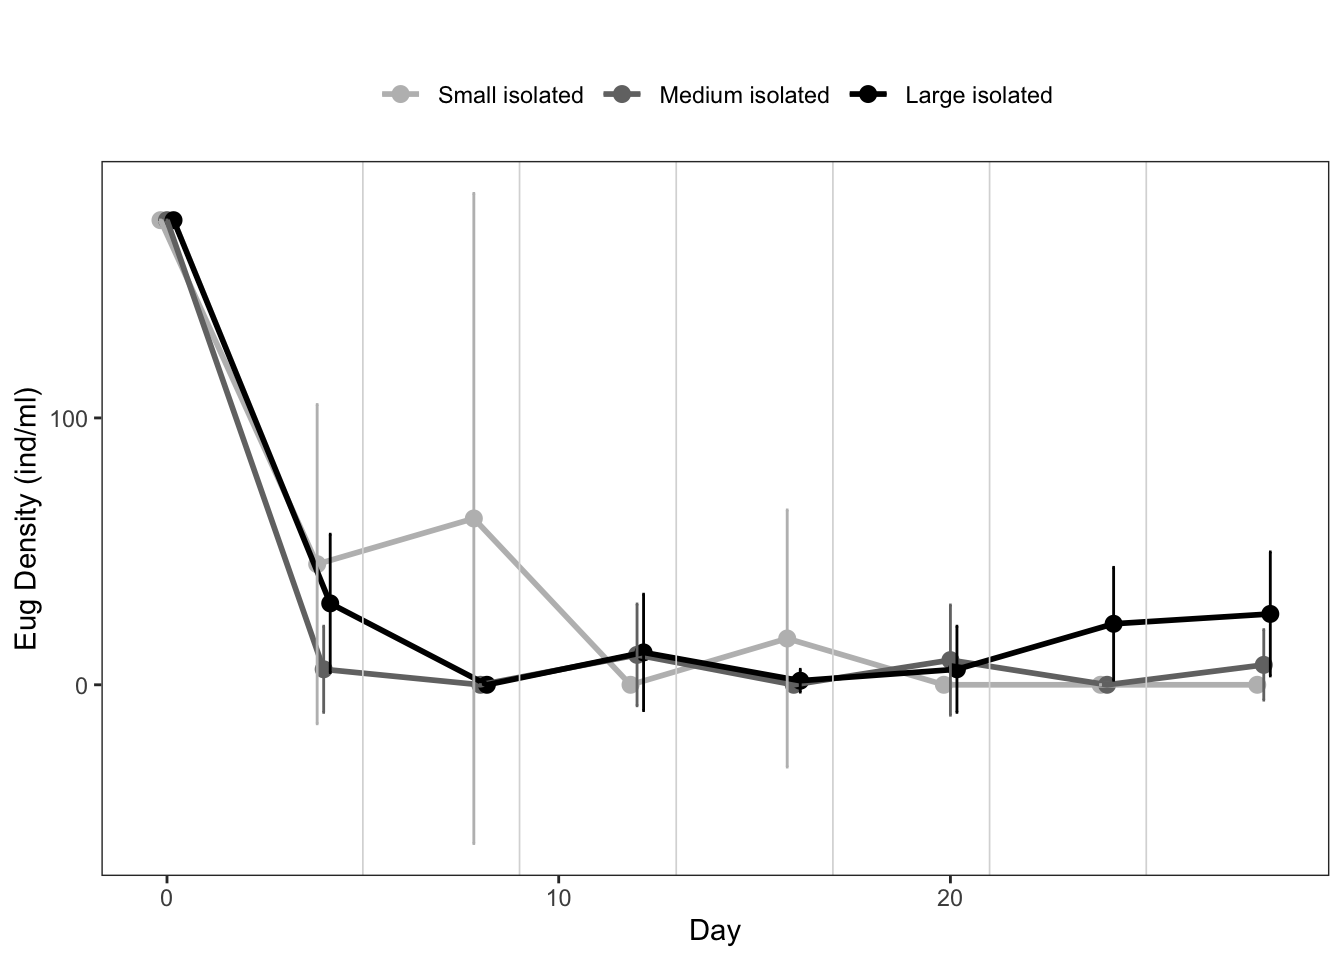 Small isolated Medium isolated Large isolated
Eug Density (ind/ml)
100
0
0 10 20
Day